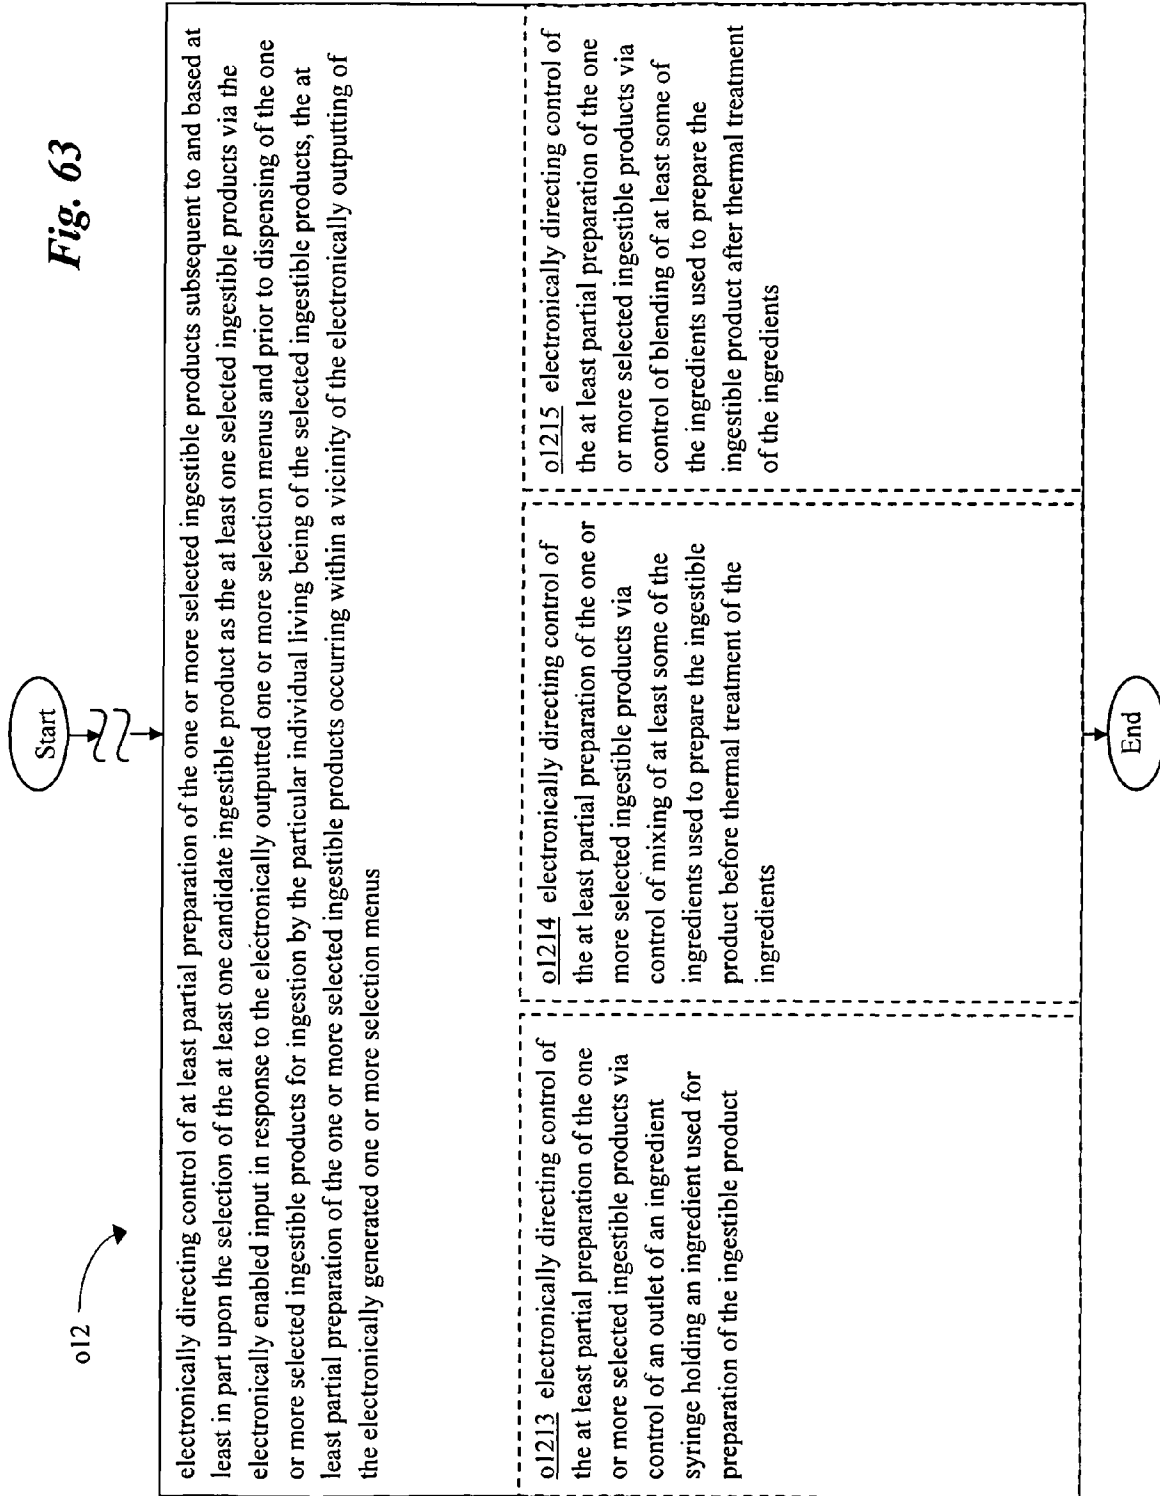 Fig. 63
Start
o12
electronically directing control of at least partial preparation of the one or more selected ingestible products subsequent to and based at
least in part upon the selection of the at least one candidate ingestible product as the at least one selected ingestible products via the
electronically enabled input in response to the electronically outputted one or more selection menus and prior to dispensing of the one
or more selected ingestible products for ingestion by the particular individual living being of the selected ingestible products, the at
least partial preparation of the one or more selected ingestible products occurring within a vicinity of the electronically outputting of
the electronically generated one or more selection menus
o1213 electronically directing control of
the at least partial preparation of the one
or more selected ingestible products via
control of an outlet of an ingredient
syringe holding an ingredient used for
preparation of the ingestible product
o1214 electronically directing control of
the at least partial preparation of the one or
more selected ingestible products via
control of mixing of at least some of the
ingredients used to prepare the ingestible
product before thermal treatment of the
ingredients
o1215 electronically directing control of
the at least partial preparation of the one
or more selected ingestible products via
control of blending of at least some of
the ingredients used to prepare the
ingestible product after thermal treatment
of the ingredients
End